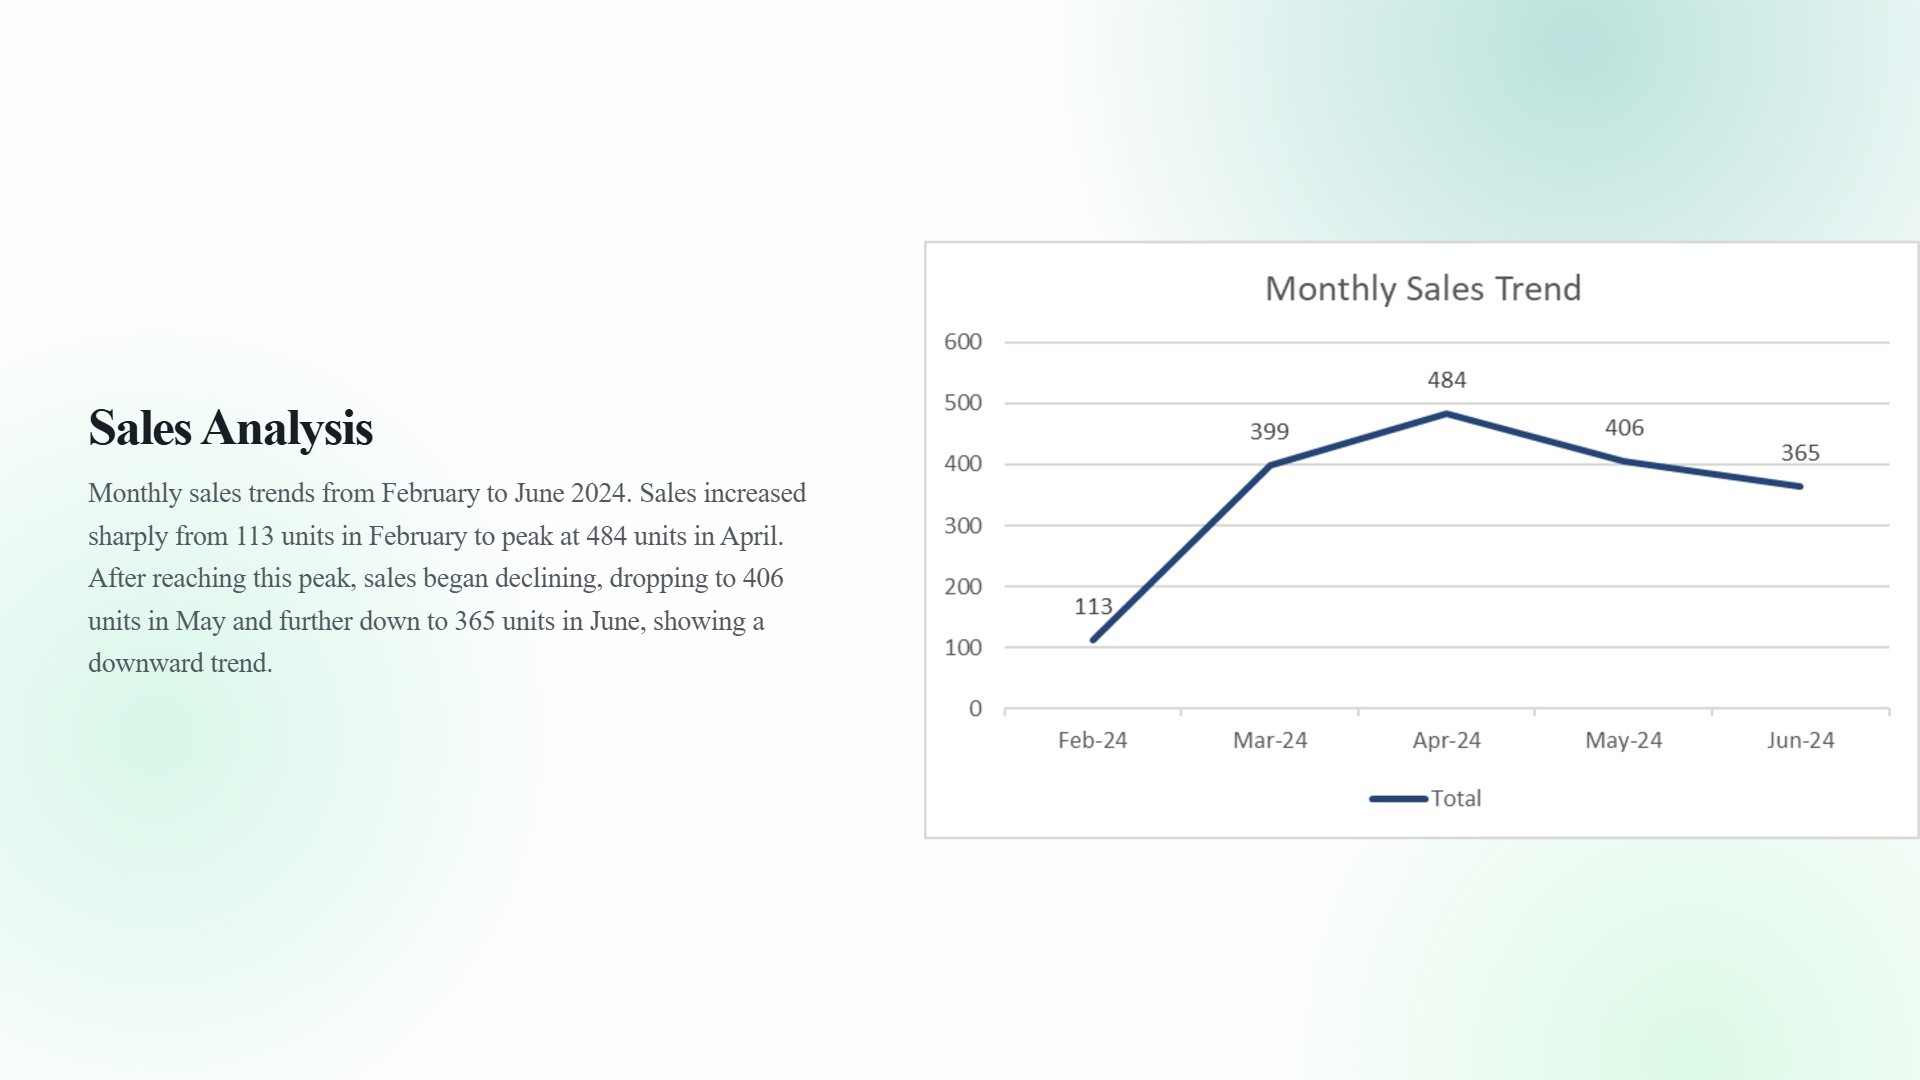 Sales Analysis
Monthly sales trends from February to June 2024. Sales increased
sharply from 113 units in February to peak at 484 units in April.
After reaching this peak, sales began declining, dropping to 406
units in May and further down to 365 units in June, showing a
downward trend.
Monthly Sales Trend
600
500
400
300
200
100
0
113
399
484
406
365
Feb-24 Mar-24 Apr-24 May-24 Jun-24
Total